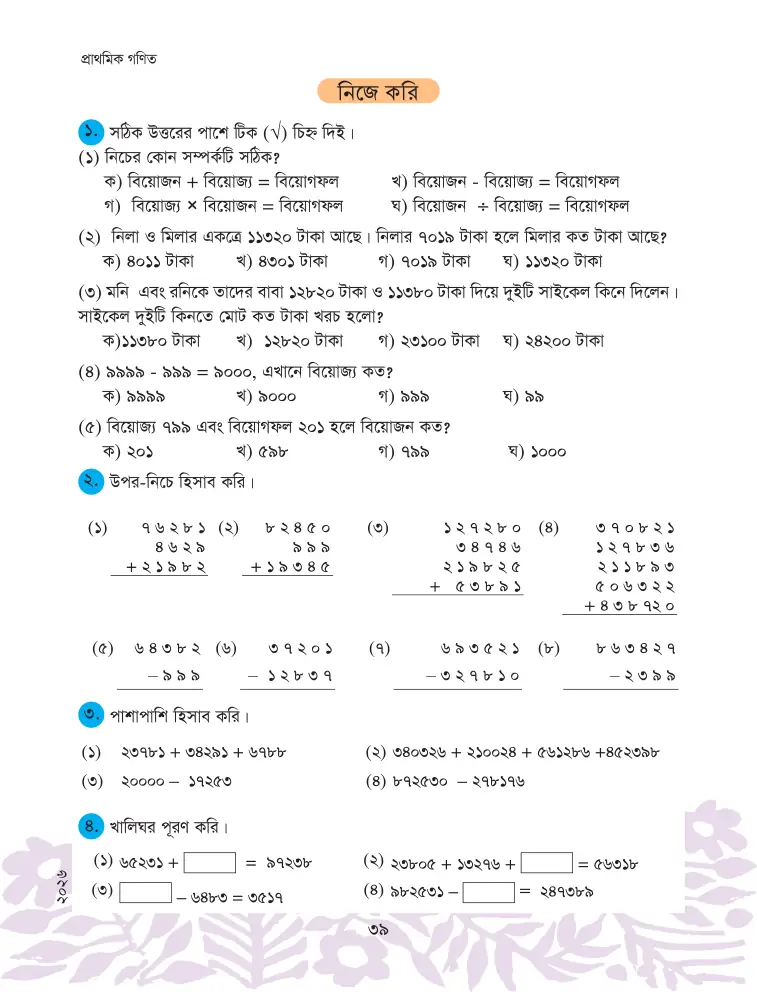 প্রাথমিক গণিত
নিজে করি
১. সঠিক উত্তরের পাশে টিক (√) চিহ্ন দিই।
(১) নিচের কোন সম্পর্কটি সঠিক?
ক) বিয়োজন + বিয়োজ্য = বিয়োগফল খ) বিয়োজন - বিয়োজ্য = বিয়োগফল
গ) বিয়োজ্য × বিয়োজন = বিয়োগফল ঘ) বিয়োজন ÷ বিয়োজ্য = বিয়োগফল
(২) নিলা ও মিলার একত্রে ১১৩২০ টাকা আছে। নিলার ৭০১৯ টাকা হলে মিলার কত টাকা আছে?
ক) ৪০১১ টাকা খ) ৪৩০১ টাকা গ) ৭০১৯ টাকা ঘ) ১১৩২০ টাকা
(৩) মনি এবং রনিকে তাদের বাবা ১২৮২০ টাকা ও ১১৩৮০ টাকা দিয়ে দুইটি সাইকেল কিনে দিলেন।
সাইকেল দুইটি কিনতে মোট কত টাকা খরচ হলো?
ক)১১৩৮০ টাকা খ) ১২৮২০ টাকা গ) ২৩১০০ টাকা ঘ) ২৪২০০ টাকা
(৪) ৯৯৯৯ - ৯৯৯ = ৯০০০, এখানে বিয়োজ্য কত?
ক) ৯৯৯৯ খ) ৯০০০ গ) ৯৯৯ ঘ) ৯৯
(৫) বিয়োজ্য ৭৯৯ এবং বিয়োগফল ২০১ হলে বিয়োজন কত?
ক) ২০১ খ) ৫৯৮ গ) ৭৯৯ ঘ) ১০০০
২. উপর-নিচে হিসাব করি।
(১) ৭৬২৮১ (২) ৮২৪৫০ (৩) ১২৭২৮০ (৪) ৩৭০৮২১
৪৬২৯ ৯৯৯ ৩৪৭৪৬ ১২৭৮৩৬
+২১৯৮২ +১৯৩৪৫ ২১৯৮২৫ ২১১৮৯৩
+ ৫৩৮৯১ ৫০৬৩২২
+৪৩৮৭২০
(৫) ৬৪৩৮২ (৬) ৩৭২০১ (৭) ৬৯৩৫২১ (৮) ৮৬৩৪২৭
–৯৯৯ – ১২৮৩৭ –৩২৭৮১০ –২৩৯৯
৩. পাশাপাশি হিসাব করি।
(১) ২৩৭৮১ + ৩৪২৯১ + ৬৭৮৮ (২) ৩৪০৩২৬ + ২১০০২৪ + ৫৬১২৮৬ +৪৫২৩৯৮
(৩) ২০০০০ – ১৭২৫৩ (৪) ৮৭২৫৩০ – ২৭৮১৭৬
৪. খালিঘর পূরণ করি।
(১) ৬৫২৩১ + = ৯৭২৩৮ (২) ২৩৮০৫ + ১৩২৭৬ + = ৫৬৩১৮
(৩) – ৬৪৮৩ = ৩৫১৭ (৪) ৯৮২৫৩১ – = ২৪৭৩৮৯
২০২৬
৩৯